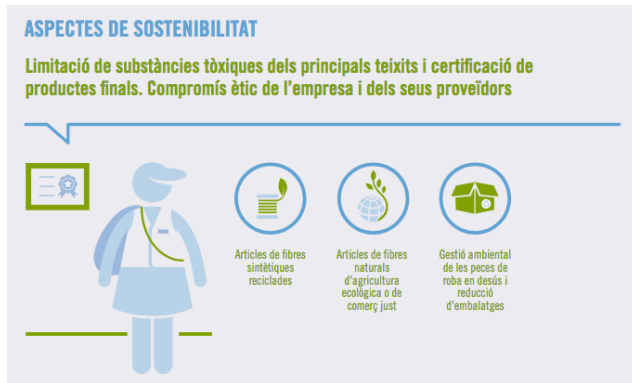 ASPECTES DE SOSTENIBILITAT
Limitació de substàncies tòxiques dels principals teixits i certificació de
productes finals. Compromís ètic de l'empresa i dels seus proveïdors
Articles de fibres
sintètiques
reciclades
Articles de fibres
naturals
d'agricultura
ecològica o de
comerç just
Gestió ambiental
de les peces de
roba en desús i
reducció
d'embalatges